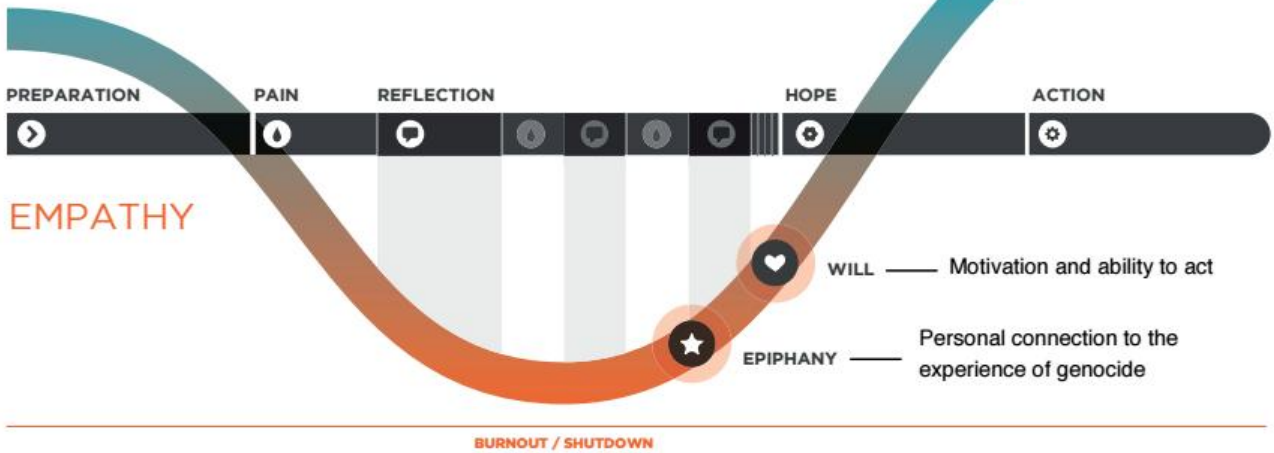 PREPARATION PAIN REFLECTION HOPE ACTION
EMPATHY
WILL Motivation and ability to act
EPIPHANY Personal connection to the
experience of genocide
BURNOUT / SHUTDOWN